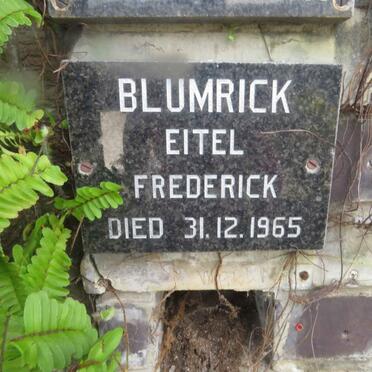 BLUMRICK
EITEL
FREDERICK
DIED 31.12.1965